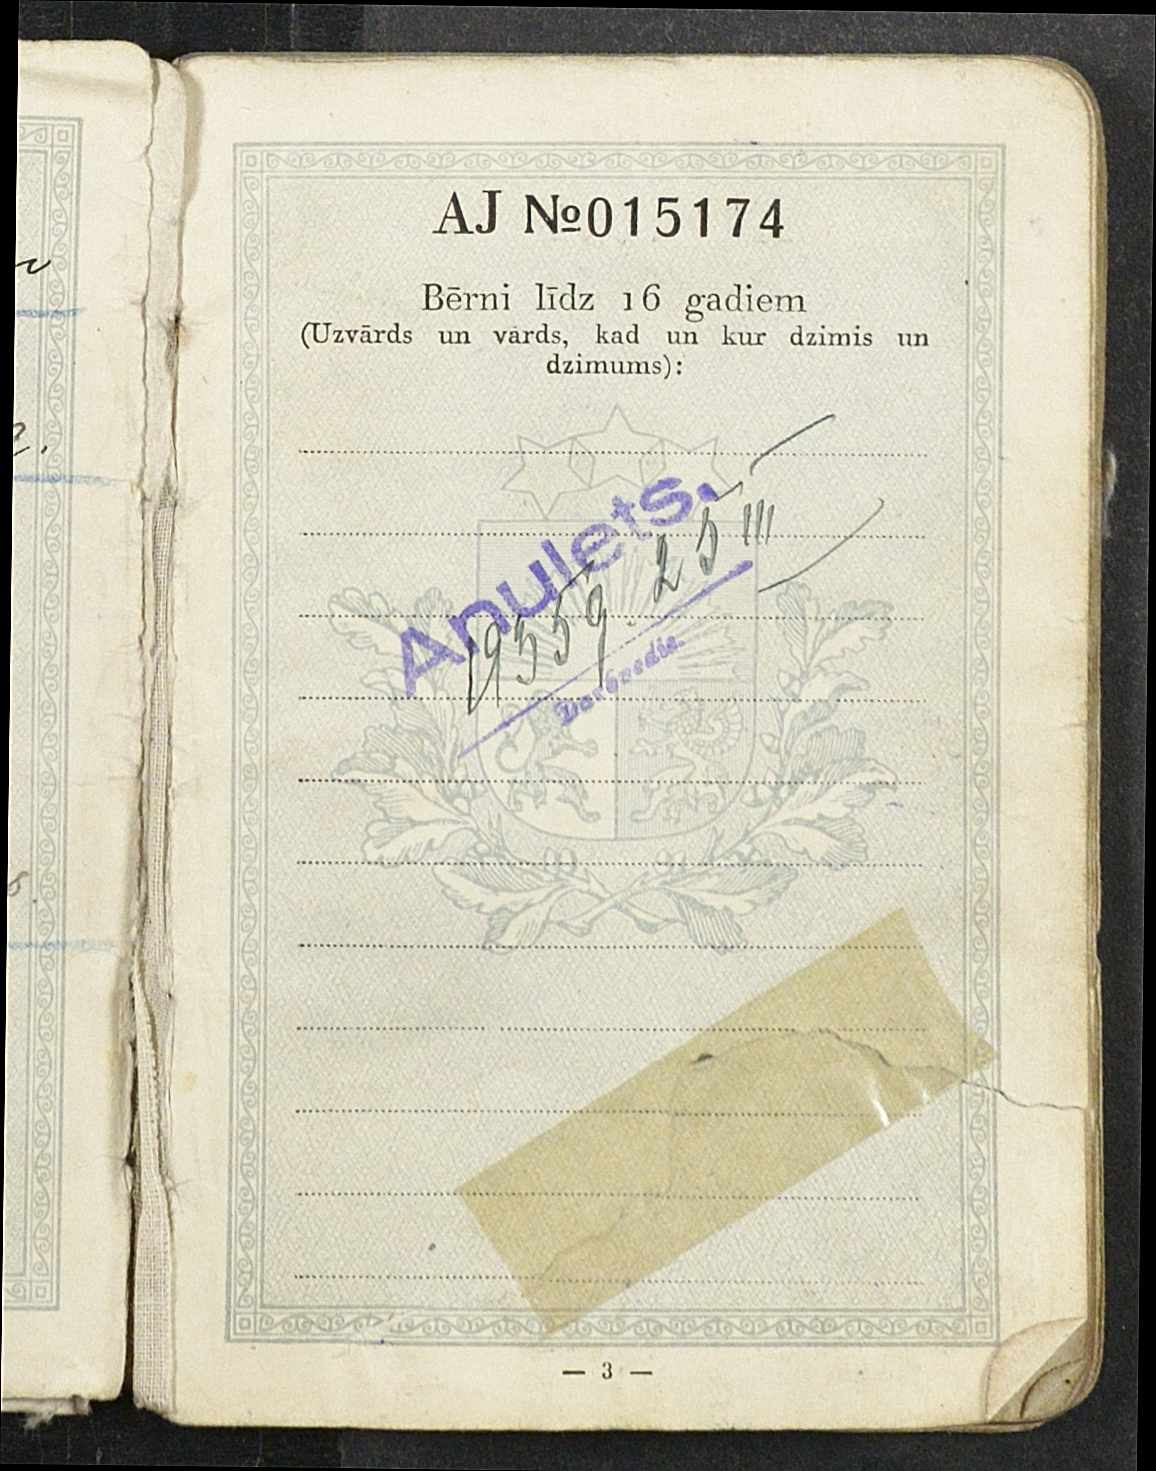 AJ №015174
Bērni līdz 16 gadiem
(Uzvārds un vārds, kad un kur dzimis un
dzimums):
Anulets.
25 III
Darbvedis.
— 3 —